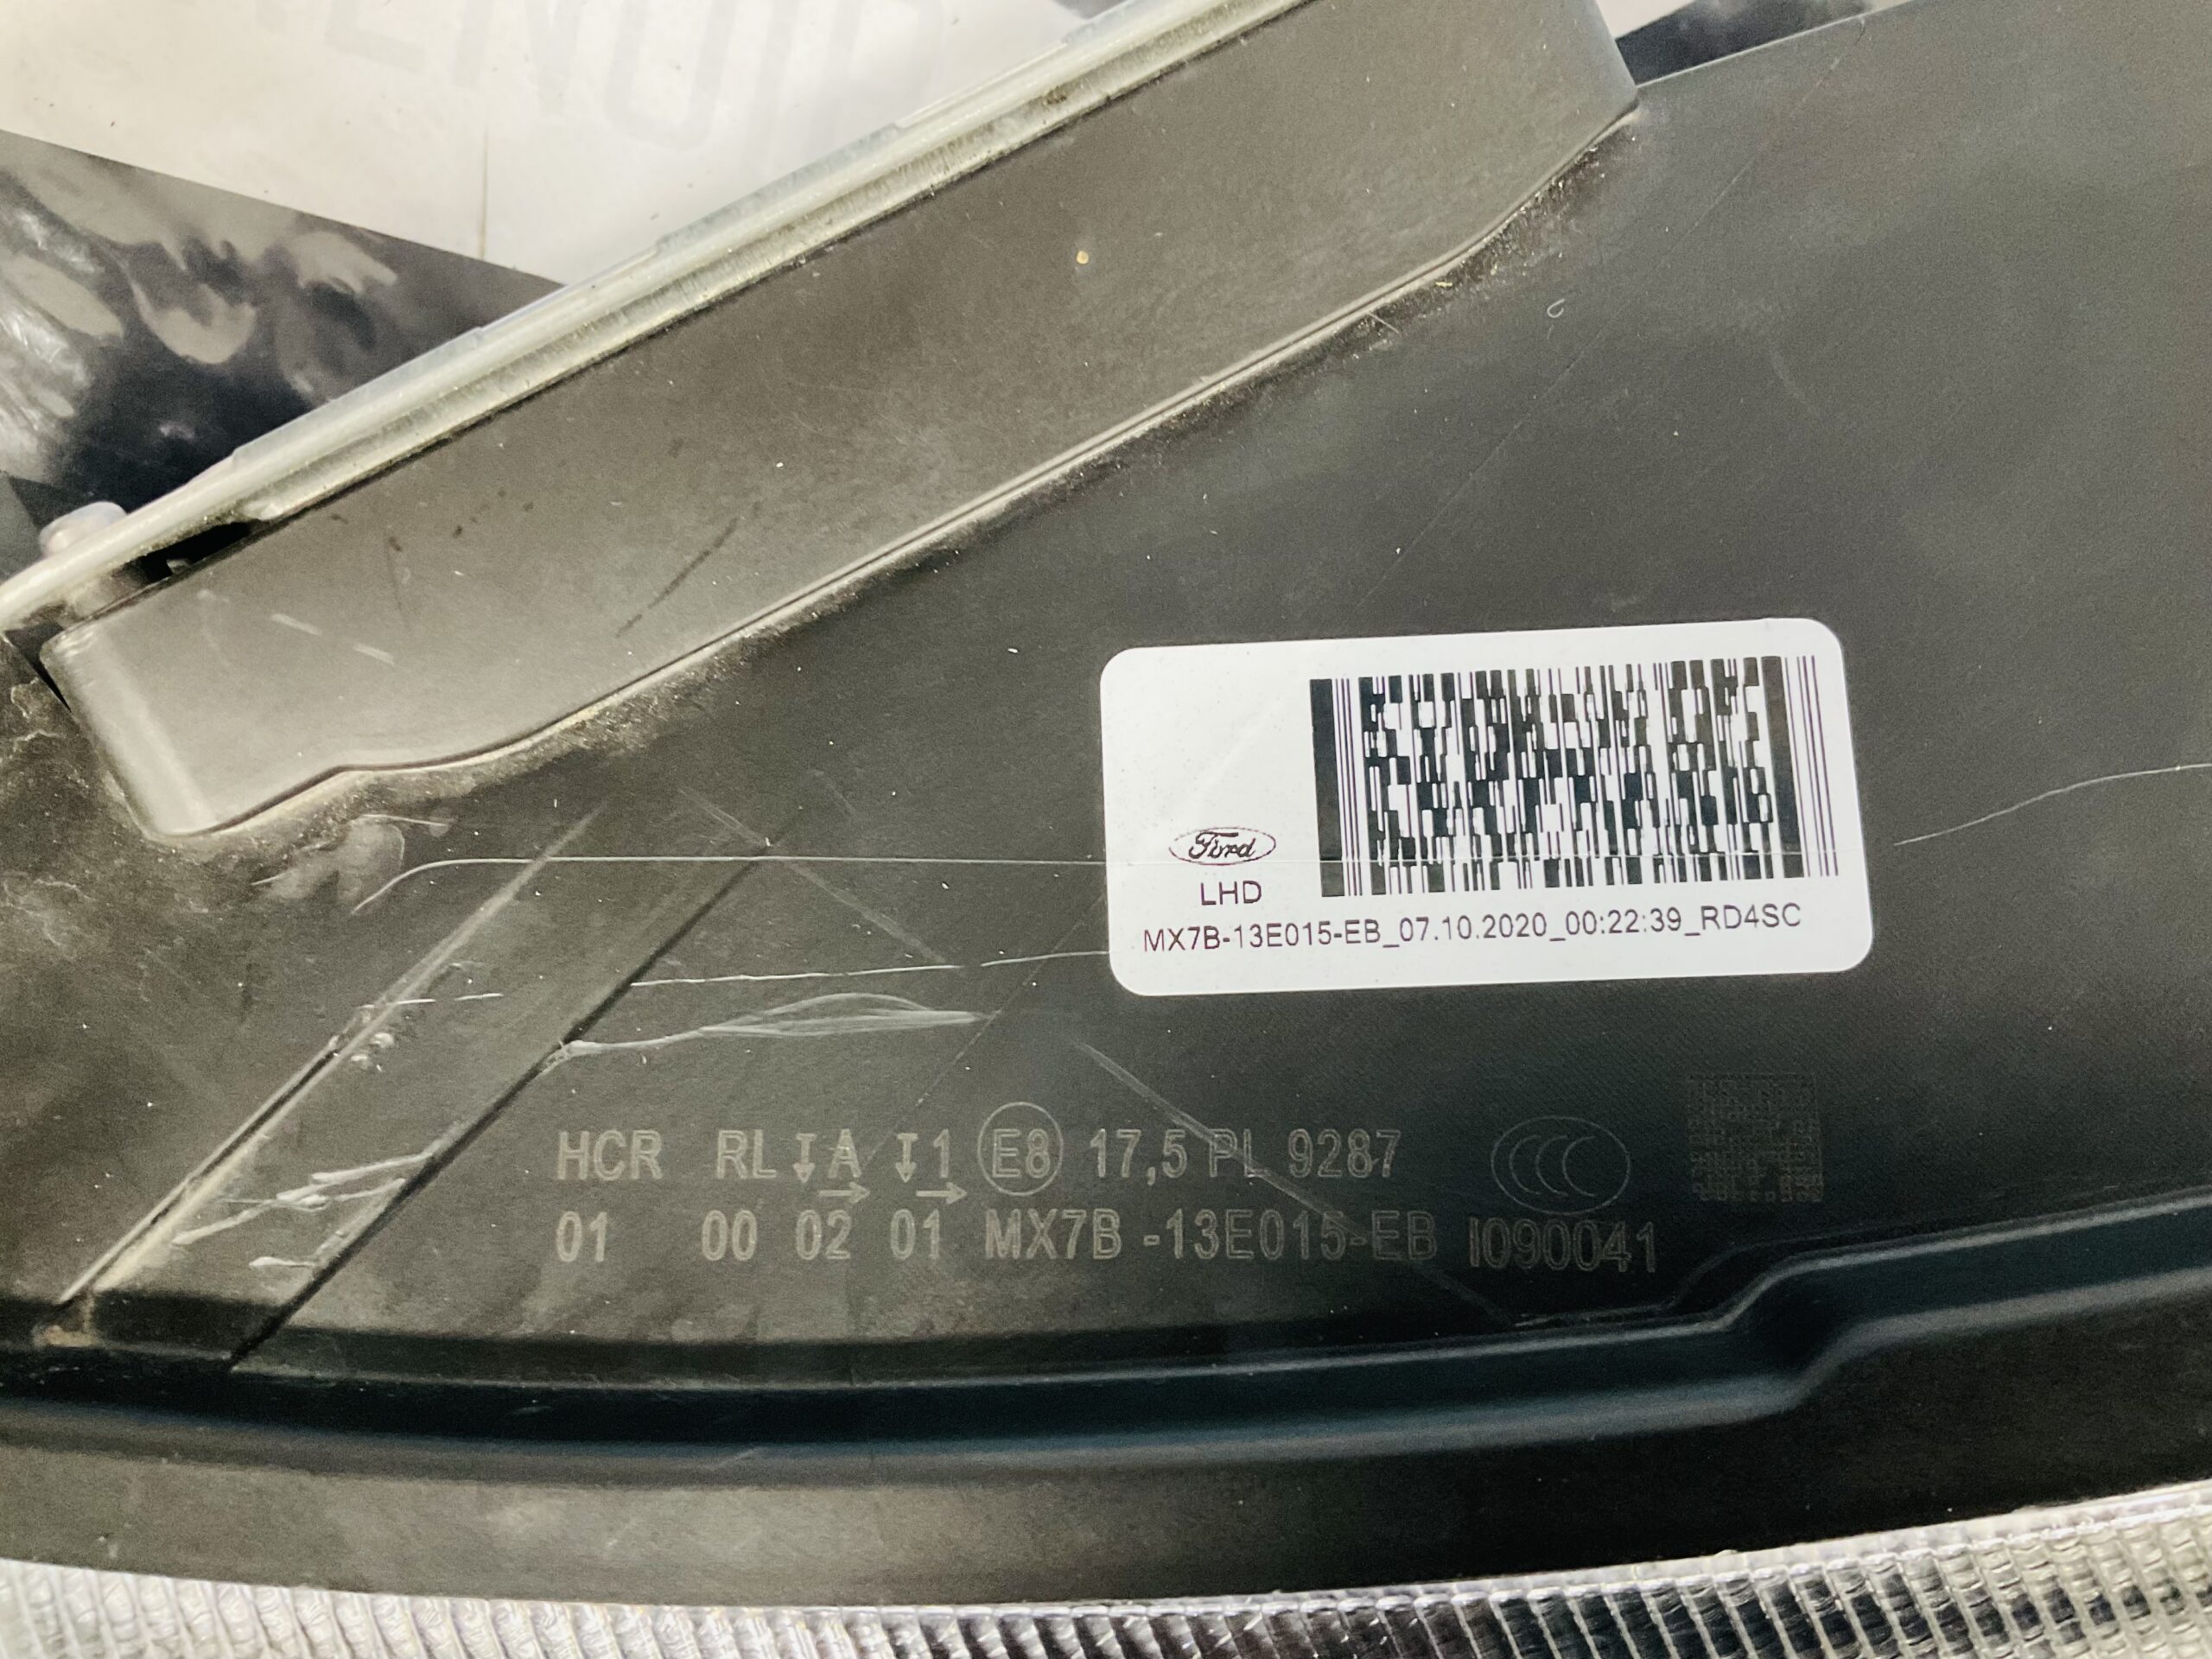 Ford
LHD
MX7B-13E015-EB_07.10.2020_00:22:39_RD4SC
HCR RL A 1 E8 17,5 PL 9287 CCC
01 00 02 01 MX7B -13E015-EB I090041